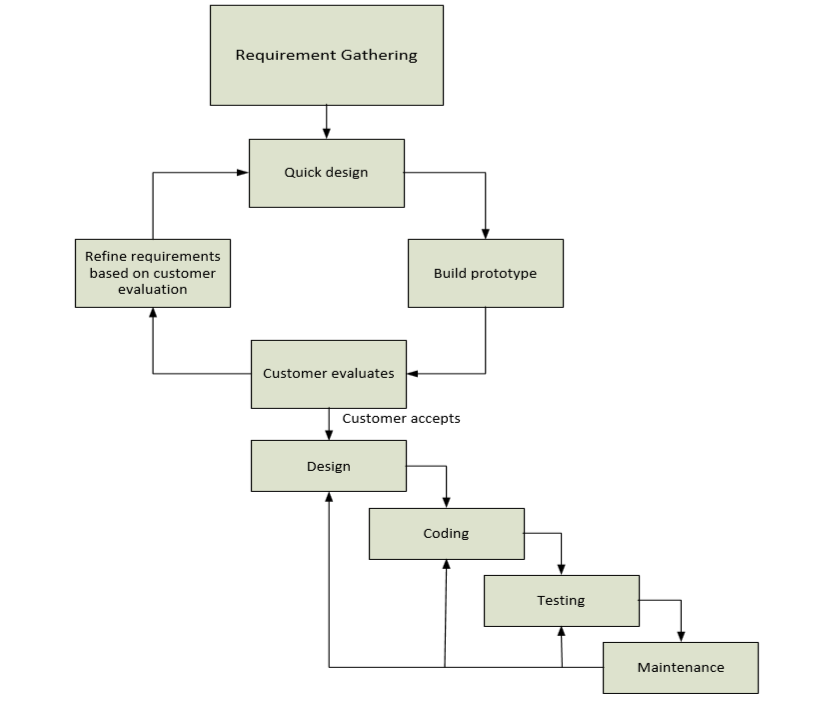 Requirement Gathering
Quick design
Refine requirements
based on customer
evaluation
Build prototype
Customer evaluates
Customer accepts
Design
Coding
Testing
Maintenance